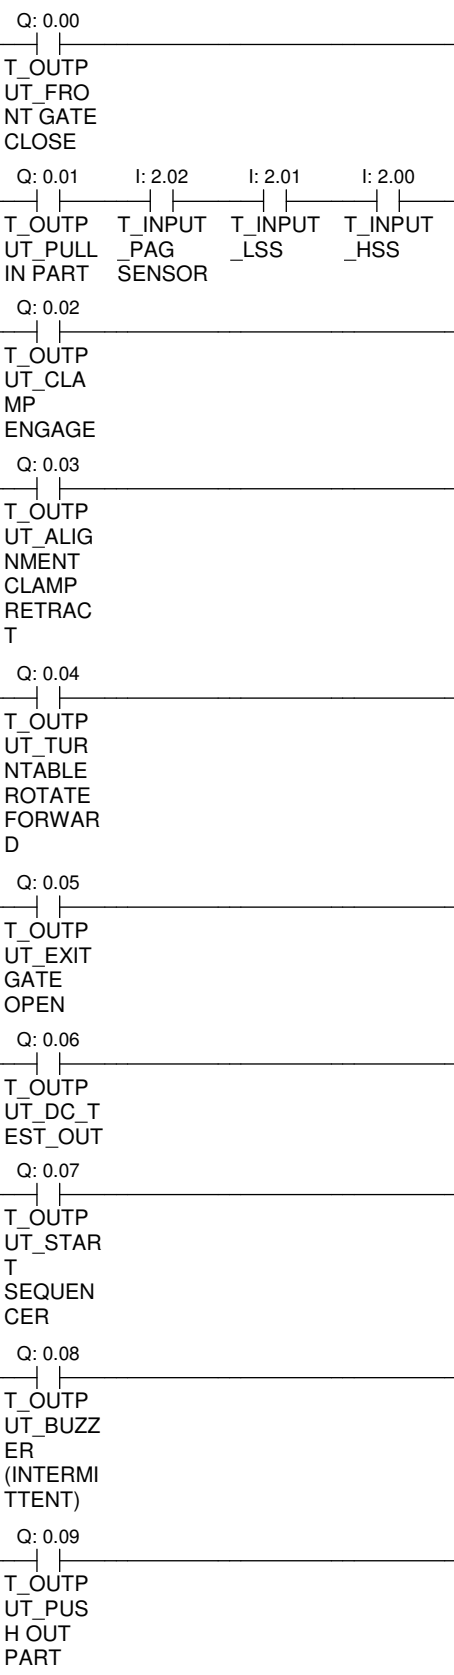 Q: 0.00
T_OUTP
UT_FRO
NT GATE
CLOSE
Q: 0.01 I: 2.02 I: 2.01 I: 2.00
T_OUTP T_INPUT T_INPUT T_INPUT
UT_PULL _PAG _LSS _HSS
IN PART SENSOR
Q: 0.02
T_OUTP
UT_CLA
MP
ENGAGE
Q: 0.03
T_OUTP
UT_ALIG
NMENT
CLAMP
RETRAC
T
Q: 0.04
T_OUTP
UT_TUR
NTABLE
ROTATE
FORWAR
D
Q: 0.05
T_OUTP
UT_EXIT
GATE
OPEN
Q: 0.06
T_OUTP
UT_DC_T
EST_OUT
Q: 0.07
T_OUTP
UT_STAR
T
SEQUEN
CER
Q: 0.08
T_OUTP
UT_BUZZ
ER
(INTERMI
TTENT)
Q: 0.09
T_OUTP
UT_PUS
H OUT
PART